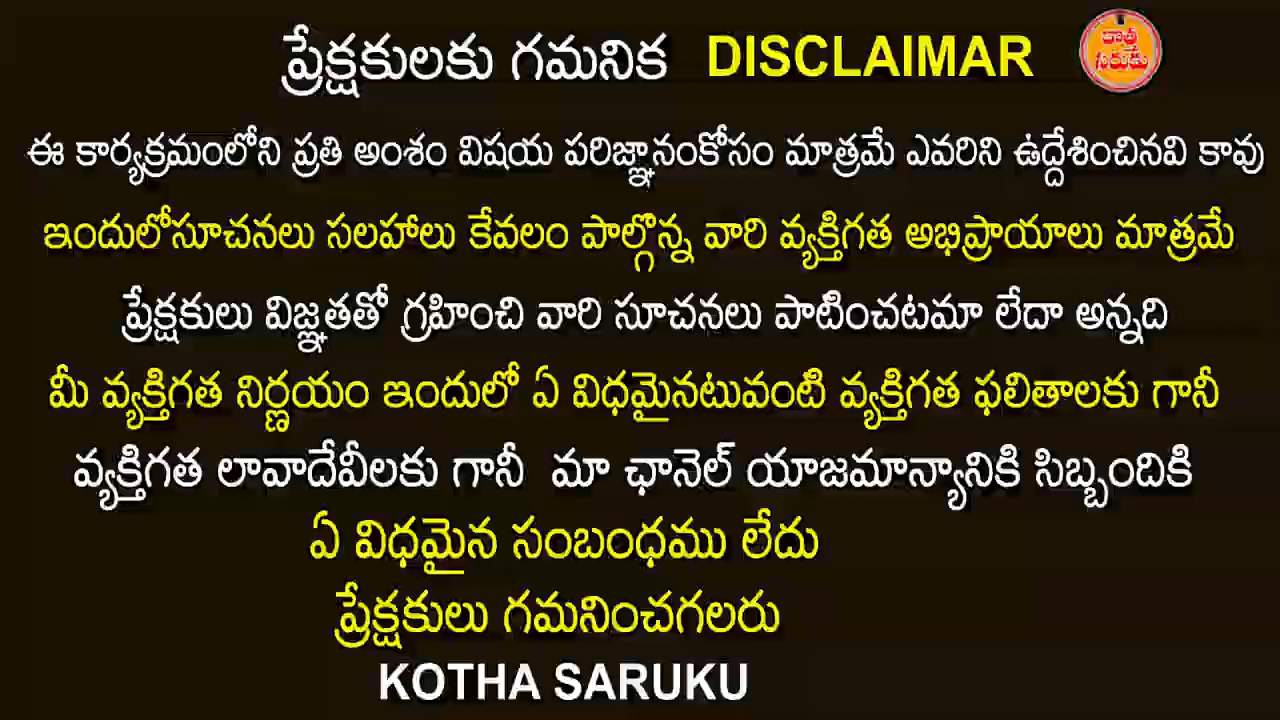 ప్రేక్షకులకు గమనిక DISCLAIMAR
కొత్త సరుకు
ఈ కార్యక్రమంలోని ప్రతి అంశం విషయ పరిజ్ఞానంకోసం మాత్రమే ఎవరిని ఉద్దేశించినవి కావు
ఇందులోసూచనలు సలహాలు కేవలం పాల్గొన్న వారి వ్యక్తిగత అభిప్రాయాలు మాత్రమే
ప్రేక్షకులు విజ్ఞతతో గ్రహించి వారి సూచనలు పాటించటమా లేదా అన్నది
మీ వ్యక్తిగత నిర్ణయం ఇందులో ఏ విధమైనటువంటి వ్యక్తిగత ఫలితాలకు గానీ
వ్యక్తిగత లావాదేవీలకు గానీ మా ఛానెల్ యాజమాన్యానికి సిబ్బందికి
ఏ విధమైన సంబంధము లేదు
ప్రేక్షకులు గమనించగలరు
KOTHA SARUKU